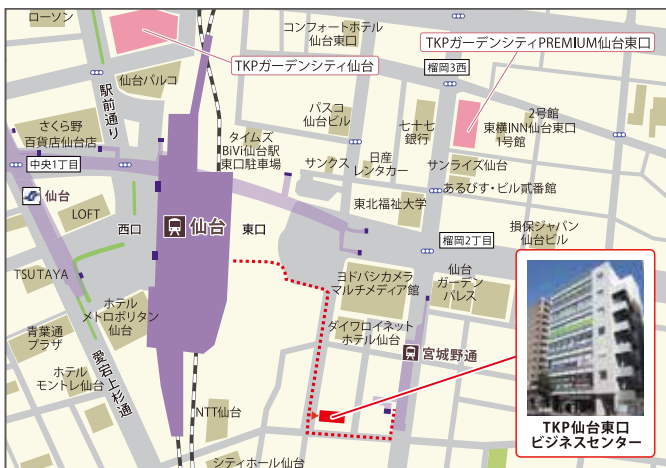 ローソン
コンフォートホテル
仙台東口
TKPガーデンシティ仙台
TKPガーデンシティPREMIUM仙台東口
仙台パルコ
榴岡3西
駅前通り
さくら野
百貨店仙台店
タイムズ
BiVi仙台駅
東口駐車場
パスコ
仙台ビル
七十七
銀行
2号館
東横INN仙台東口
1号館
中央1丁目
サンクス
日産
レンタカー
サンライズ仙台
あるびす・ビル貳番館
仙台
LOFT
西口
仙台
東口
東北福祉大学
榴岡2丁目
損保ジャパン
仙台ビル
TSUTAYA
ホテル
メトロポリタン
仙台
ヨドバシカメラ
マルチメディア館
仙台
ガーデン
パレス
青葉通
プラザ
ダイワロイネット
ホテル仙台
宮城野通
ホテル
モントレ仙台
愛宕上杉通
NTT仙台
シティホール仙台
TKP仙台東口
ビジネスセンター